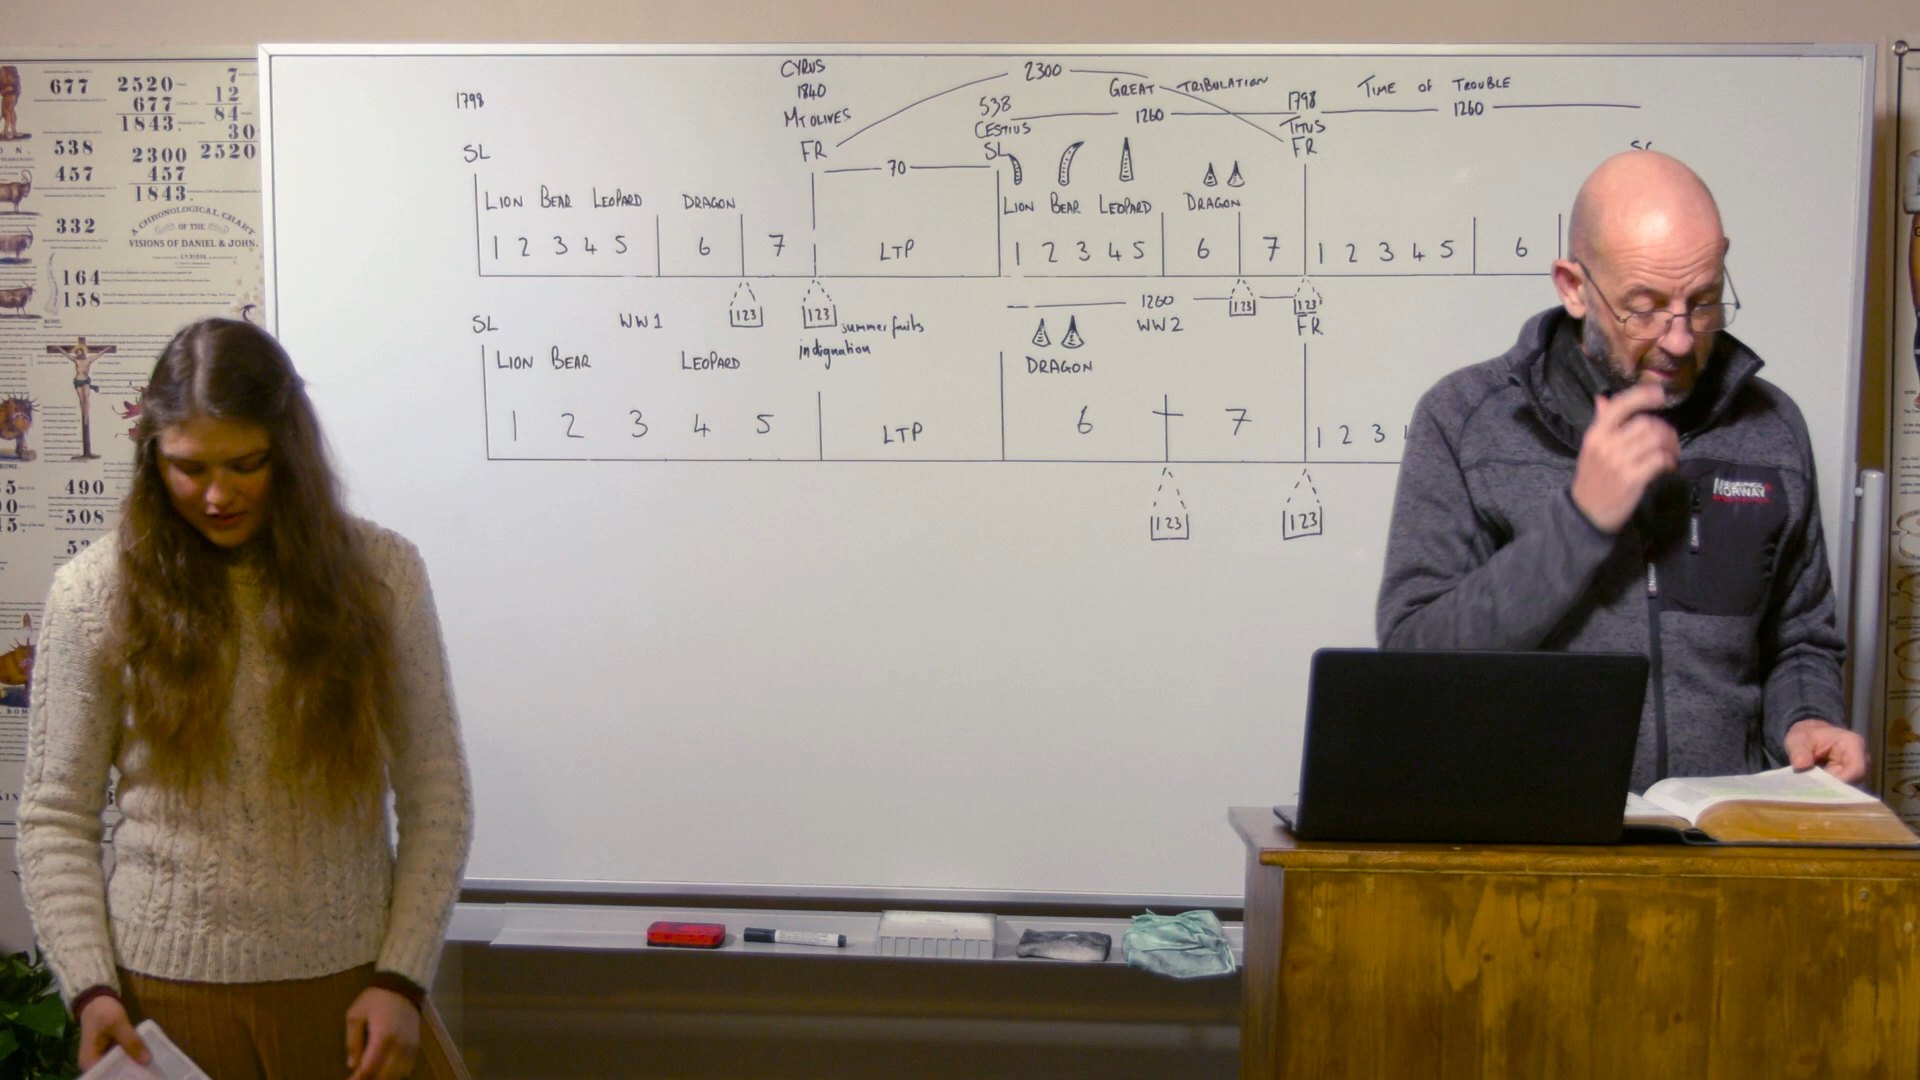 677
2520
677
1843.
7
12
84
30
2520
538
457
2300
457
1843.
332
A CHRONOLOGICAL CHART
OF THE
VISIONS OF DANIEL & JOHN.
164
158
490
508
1798
CYRUS
1840
MT OLIVES
2300
538
CESTIUS
GREAT TRIBULATION
1260
1798
TITUS
TIME OF TROUBLE
1260
SL
FR
70
SL
FR
LION BEAR LEOPARD DRAGON
LION BEAR LEOPARD DRAGON
1 2 3 4 5 6 7 LTP 1 2 3 4 5 6 7 1 2 3 4 5 6
123
123
1260
123
123
SL
WW1
summer fruits
indignation
WW2
FR
LION BEAR LEOPARD
DRAGON
1 2 3 4 5 LTP 6 7 1 2 3
123
123
NORWAY